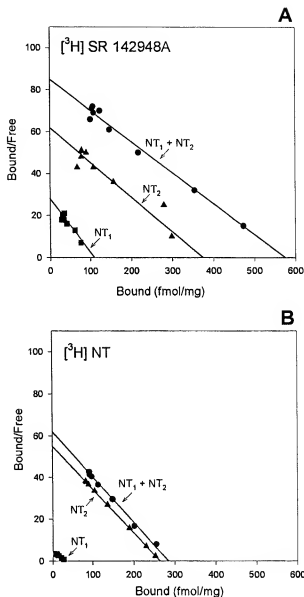 A
[³H] SR 142948A
Bound/Free
100
80
60
40
20
0
NT₁ + NT₂
NT₂
NT₁
0 100 200 300 400 500 600
Bound (fmol/mg)
B
[³H] NT
Bound/Free
100
80
60
40
20
0
NT₁ + NT₂
NT₂
NT₁
0 100 200 300 400 500 600
Bound (fmol/mg)